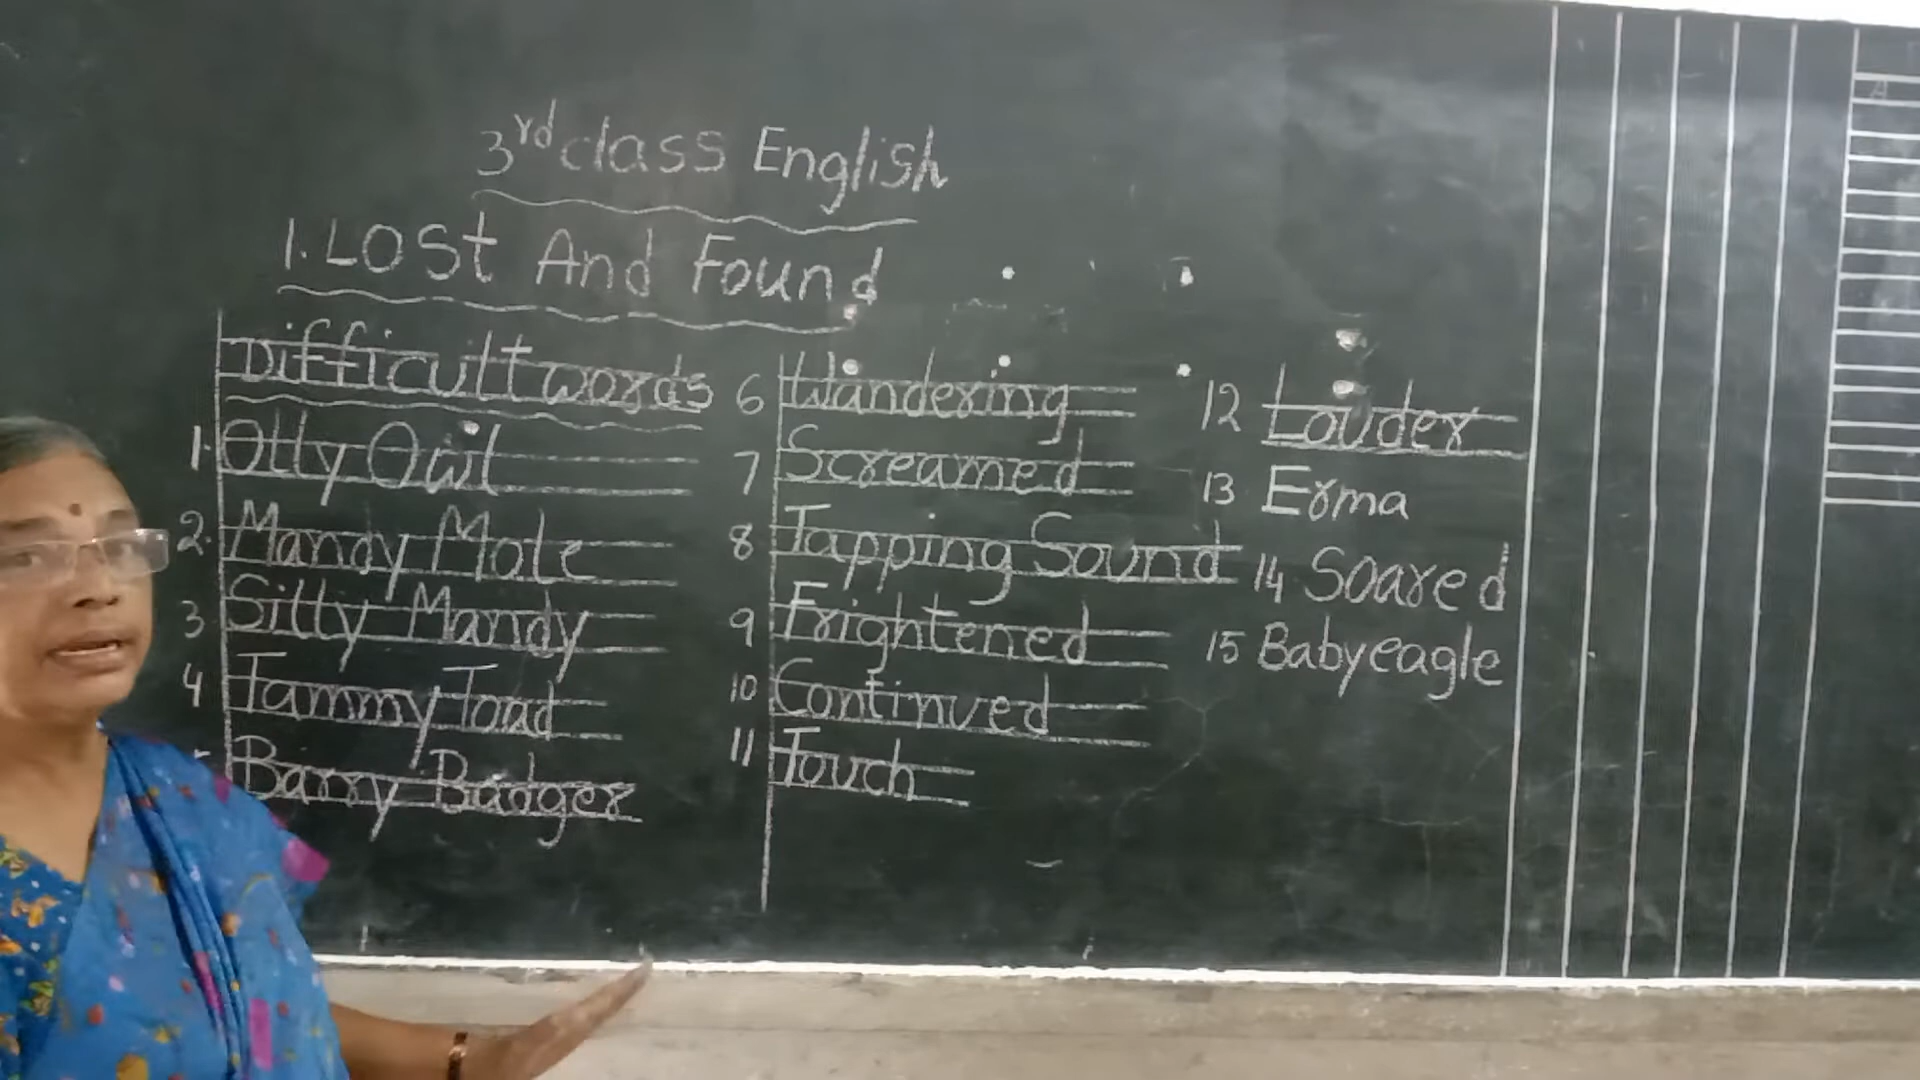 3rd class English
1. LOSt And Found
Difficult words
1. Olly Owl
2. Mandy Mole
3 Silly Mandy
4 Tammy Toad
Barry Badger
6 Wandering
7 Screamed
8 Tapping Sound
9 Frightened
10 Continued
11 Touch
12 Louder
13 Erma
14 Soared
15 Babyeagle